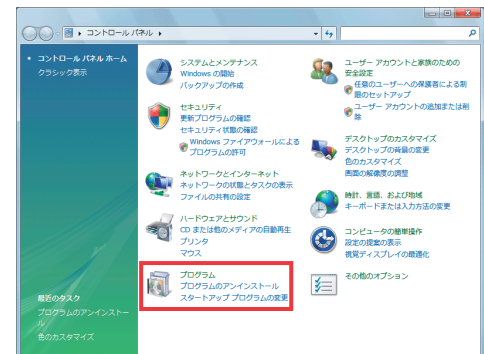 コントロール パネル
コントロール パネル ホーム
クラシック表示
最近のタスク
プログラムのアンインストー
ル
色のカスタマイズ
システムとメンテナンス
Windows の開始
バックアップの作成
セキュリティ
更新プログラムの確認
セキュリティ状態の確認
Windows ファイアウォールによる
プログラムの許可
ネットワークとインターネット
ネットワークの状態とタスクの表示
ファイルの共有の設定
ハードウェアとサウンド
CD または他のメディアの自動再生
プリンタ
マウス
プログラム
プログラムのアンインストール
スタートアップ プログラムの変更
ユーザー アカウントと家族のための
安全設定
任意のユーザーへの保護者による制
限のセットアップ
ユーザー アカウントの追加または削
除
デスクトップのカスタマイズ
デスクトップの背景の変更
色のカスタマイズ
画面の解像度の調整
時計、言語、および地域
キーボードまたは入力方法の変更
コンピュータの簡単操作
設定の提案の表示
視覚ディスプレイの最適化
その他のオプション